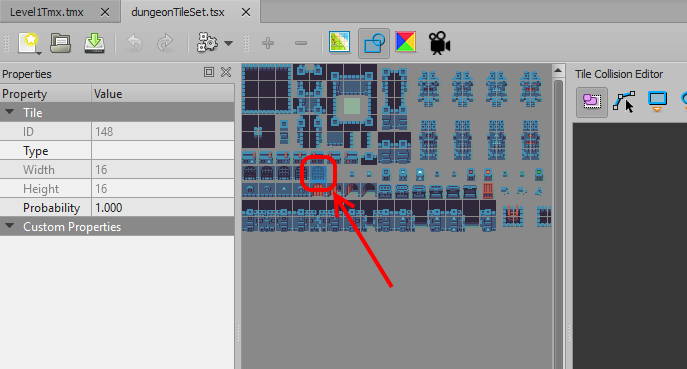 Level1Tmx.tmx
dungeonTileSet.tsx
Properties
Tile Collision Editor
Property Value
Tile
ID 148
Type
Width 16
Height 16
Probability 1.000
Custom Properties